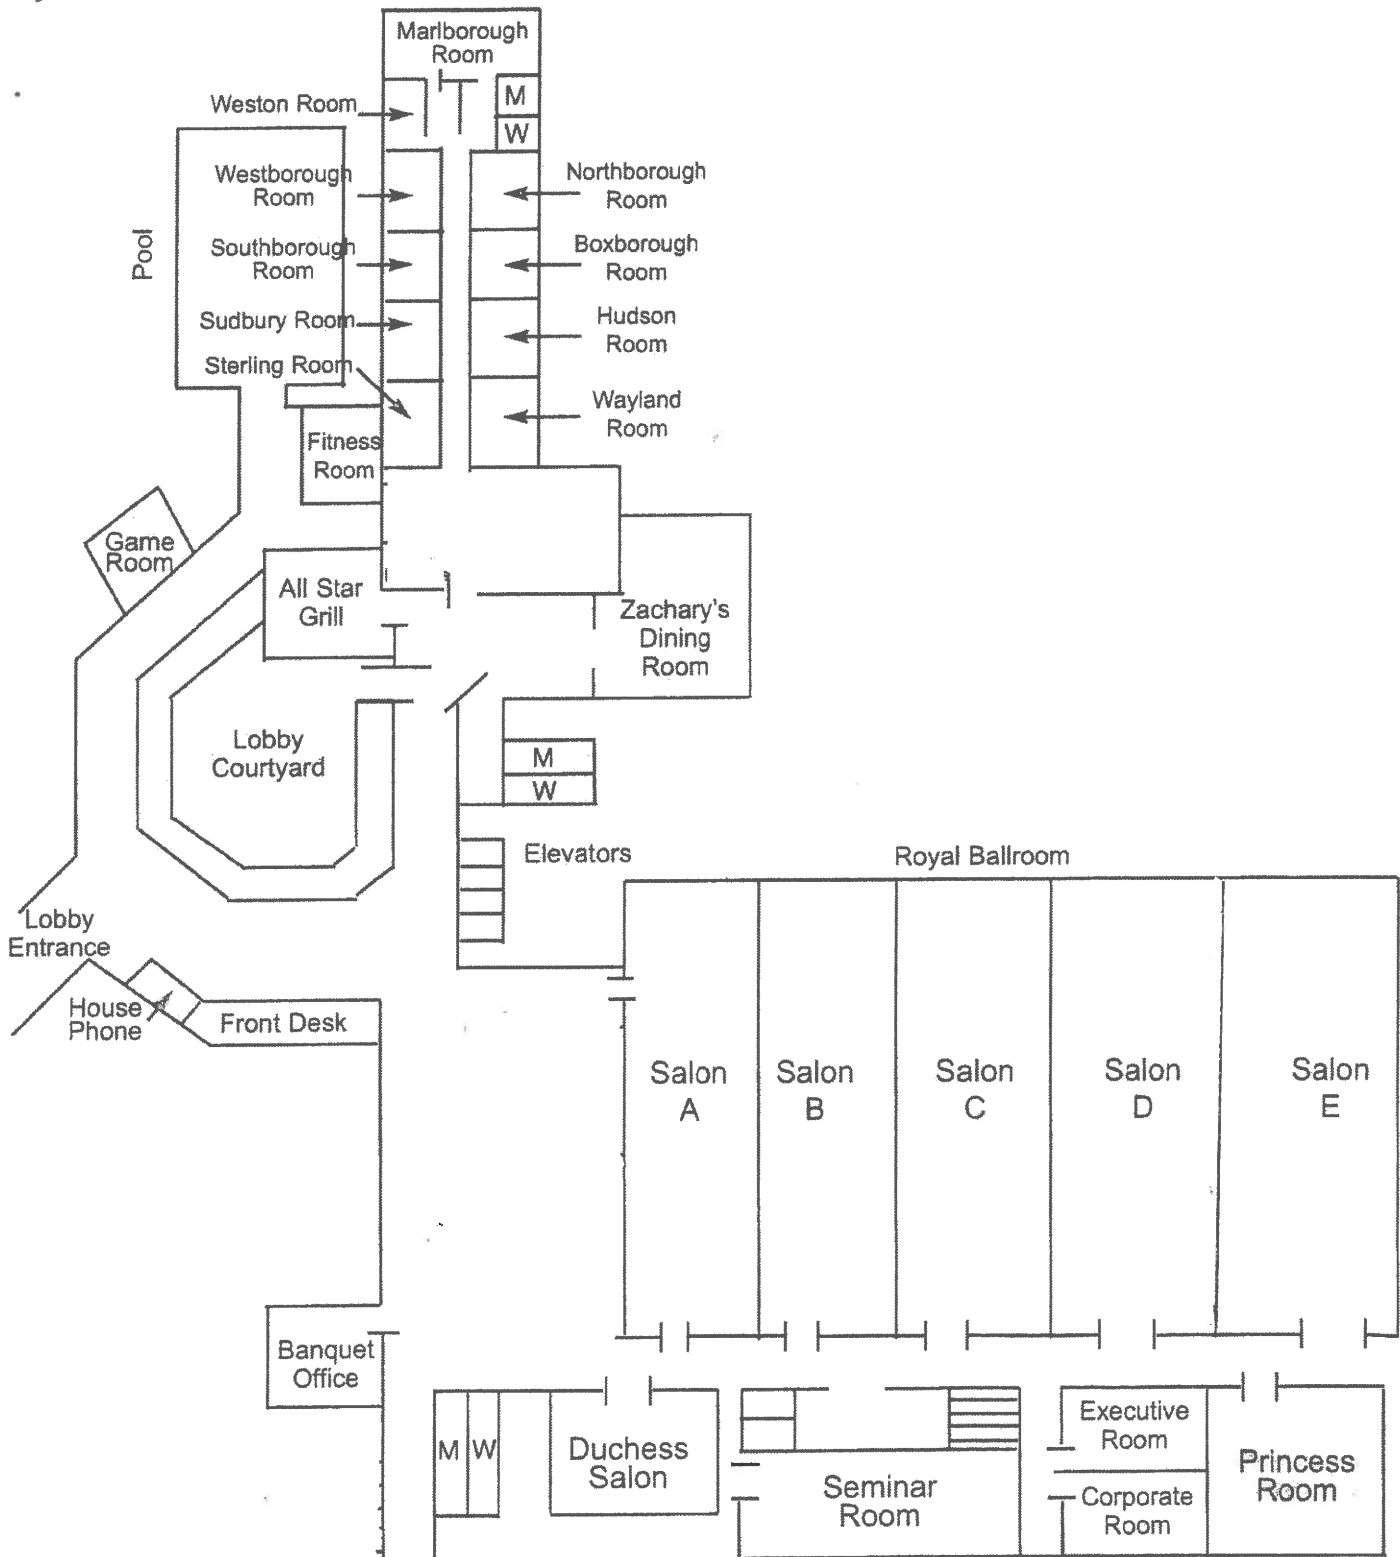 Marlborough
Room
Weston Room
M
W
Westborough
Room
Northborough
Room
Pool
Southborough
Room
Boxborough
Room
Sudbury Room
Hudson
Room
Sterling Room
Wayland
Room
Fitness
Room
Game
Room
All Star
Grill
Zachary's
Dining
Room
Lobby
Courtyard
M
W
Elevators
Royal Ballroom
Lobby
Entrance
House
Phone
Front Desk
Salon
A
Salon
B
Salon
C
Salon
D
Salon
E
Banquet
Office
M
W
Duchess
Salon
Seminar
Room
Executive
Room
Corporate
Room
Princess
Room